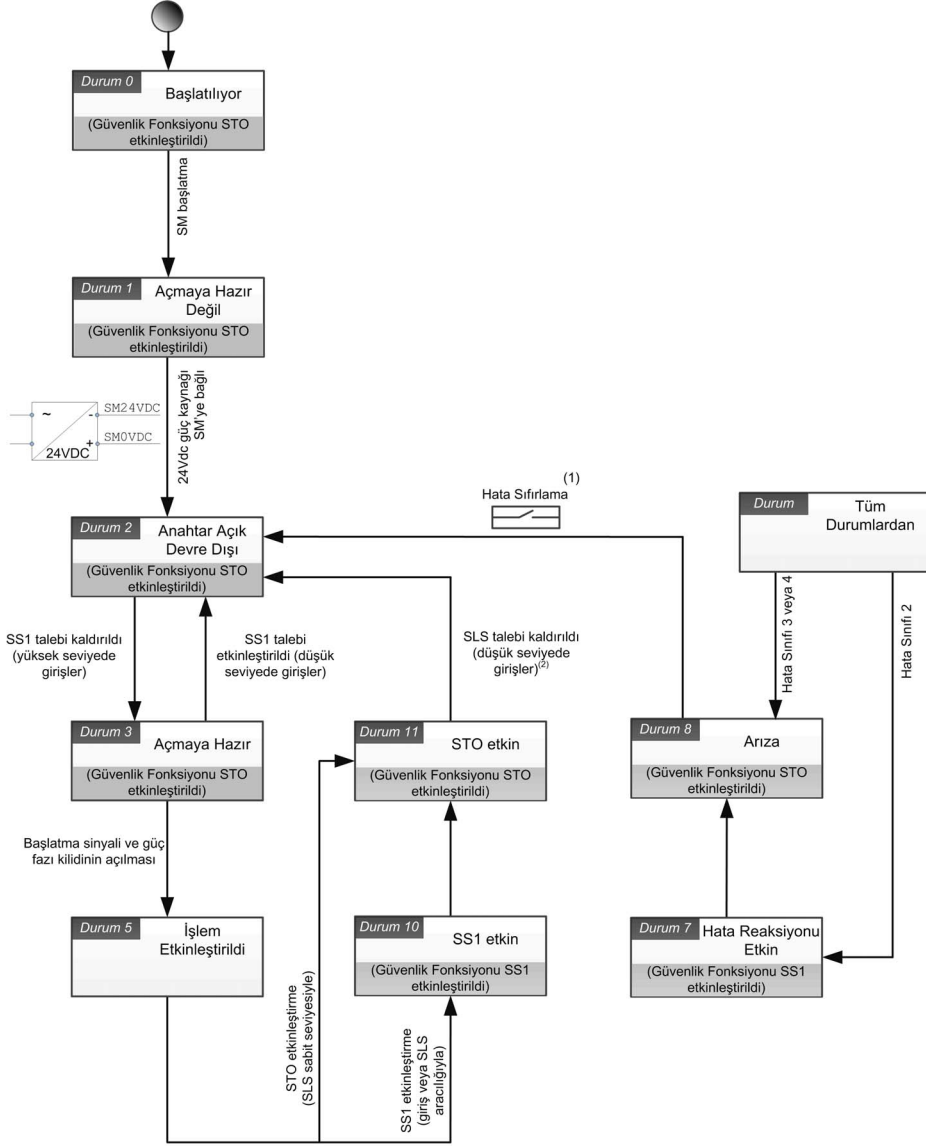 Durum 0
Başlatılıyor
(Güvenlik Fonksiyonu STO
etkinleştirildi)
SM başlatma
Durum 1
Açmaya Hazır
Değil
(Güvenlik Fonksiyonu STO
etkinleştirildi)
24Vdc güç kaynağı
SM'ye bağlı
~
-
SM24VDC
+
SM0VDC
24VDC
(1)
Hata Sıfırlama
Durum 2
Anahtar Açık
Devre Dışı
(Güvenlik Fonksiyonu STO
etkinleştirildi)
Durum
Tüm
Durumlardan
SS1 talebi kaldırıldı
(yüksek seviyede
girişler)
SS1 talebi
etkinleştirildi (düşük
seviyede girişler)
SLS talebi kaldırıldı
(düşük seviyede
girişler)(2)
Hata Sınıfı 3 veya 4
Hata Sınıfı 2
Durum 3
Açmaya Hazır
(Güvenlik Fonksiyonu STO
etkinleştirildi)
Durum 11
STO etkin
(Güvenlik Fonksiyonu STO
etkinleştirildi)
Durum 8
Arıza
(Güvenlik Fonksiyonu STO
etkinleştirildi)
Başlatma sinyali ve güç
fazı kilidinin açılması
Durum 5
İşlem
Etkinleştirildi
Durum 10
SS1 etkin
(Güvenlik Fonksiyonu SS1
etkinleştirildi)
Durum 7
Hata Reaksiyonu
Etkin
(Güvenlik Fonksiyonu SS1
etkinleştirildi)
STO etkinleştirme
(SLS sabit seviyesiyle)
SS1 etkinleştirme
(giriş veya SLS
aracılığıyla)